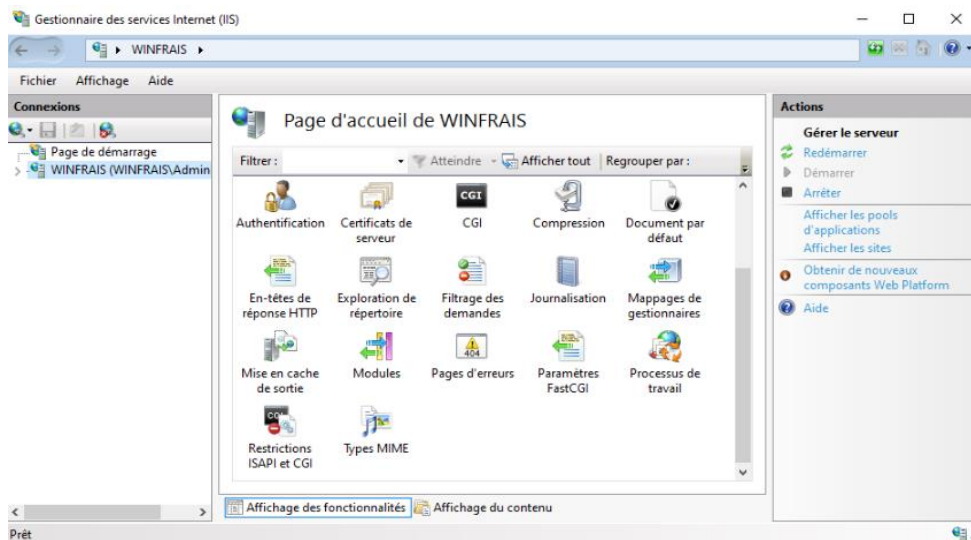 Gestionnaire des services Internet (IIS)
WINFRAIS
Fichier Affichage Aide
Connexions
Page de démarrage
WINFRAIS (WINFRAIS\Admin
Page d'accueil de WINFRAIS
Filtrer : Atteindre Afficher tout Regrouper par :
Authentification
Certificats de
serveur
CGI
CGI
Compression
Document par
défaut
En-têtes de
réponse HTTP
Exploration de
répertoire
Filtrage des
demandes
Journalisation
Mappages de
gestionnaires
Mise en cache
de sortie
Modules
404
Pages d'erreurs
Paramètres
FastCGI
Processus de
travail
Restrictions
ISAPI et CGI
Types MIME
Affichage des fonctionnalités Affichage du contenu
Actions
Gérer le serveur
Redémarrer
Démarrer
Arrêter
Afficher les pools
d'applications
Afficher les sites
Obtenir de nouveaux
composants Web Platform
Aide
Prêt